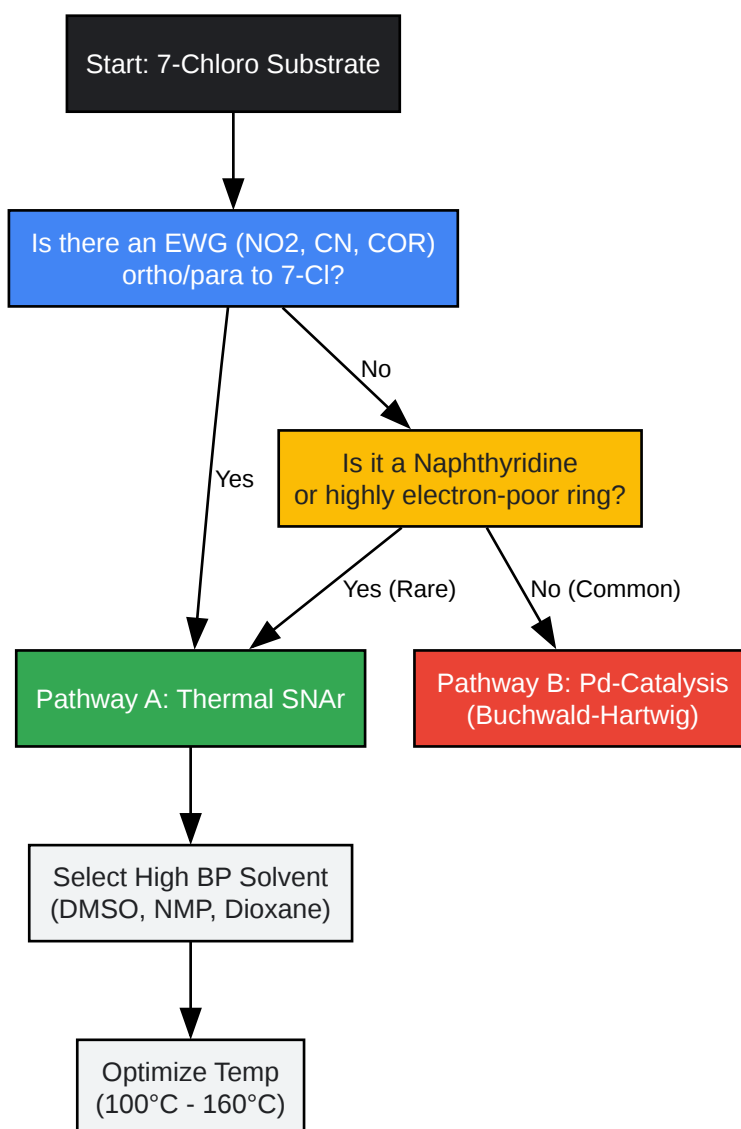 Start: 7-Chloro Substrate
Is there an EWG (NO2, CN, COR)
ortho/para to 7-Cl?
No
Yes
Is it a Naphthyridine
or highly electron-poor ring?
Yes (Rare)
No (Common)
Pathway A: Thermal SNAr
Pathway B: Pd-Catalysis
(Buchwald-Hartwig)
Select High BP Solvent
(DMSO, NMP, Dioxane)
Optimize Temp
(100°C - 160°C)